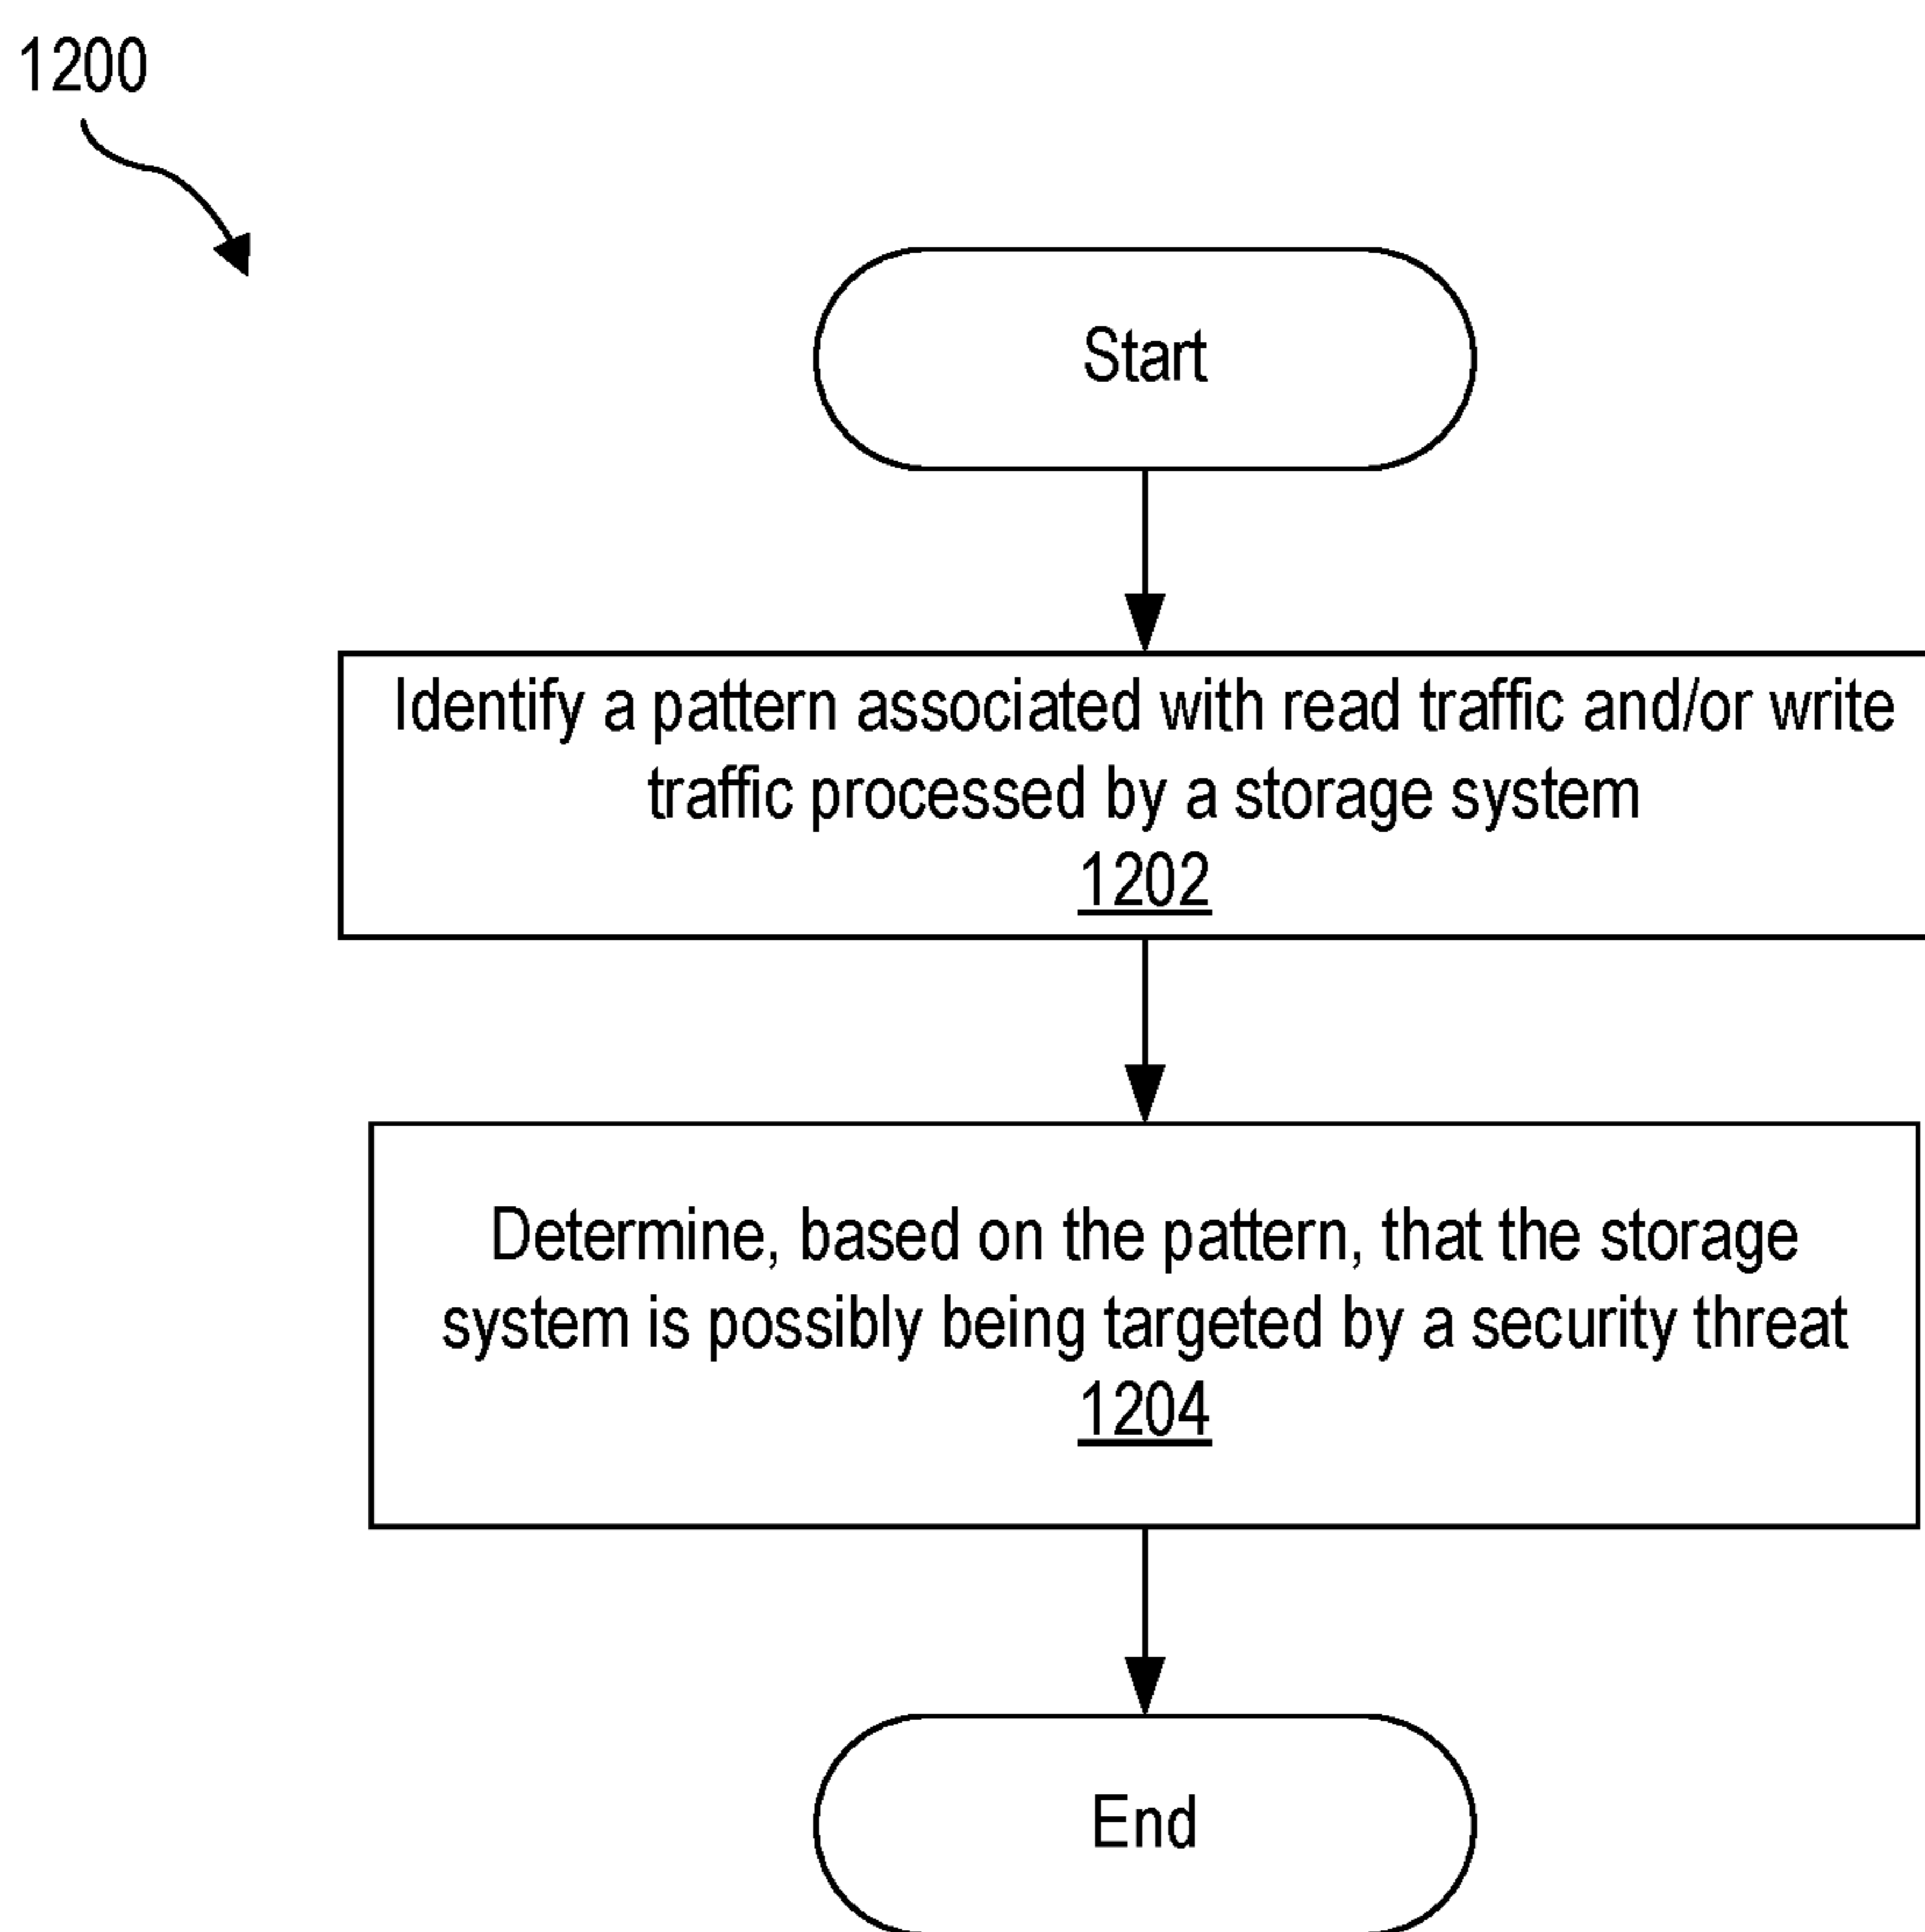 1200
Start
Identify a pattern associated with read traffic and/or write
traffic processed by a storage system
1202
Determine, based on the pattern, that the storage
system is possibly being targeted by a security threat
1204
End